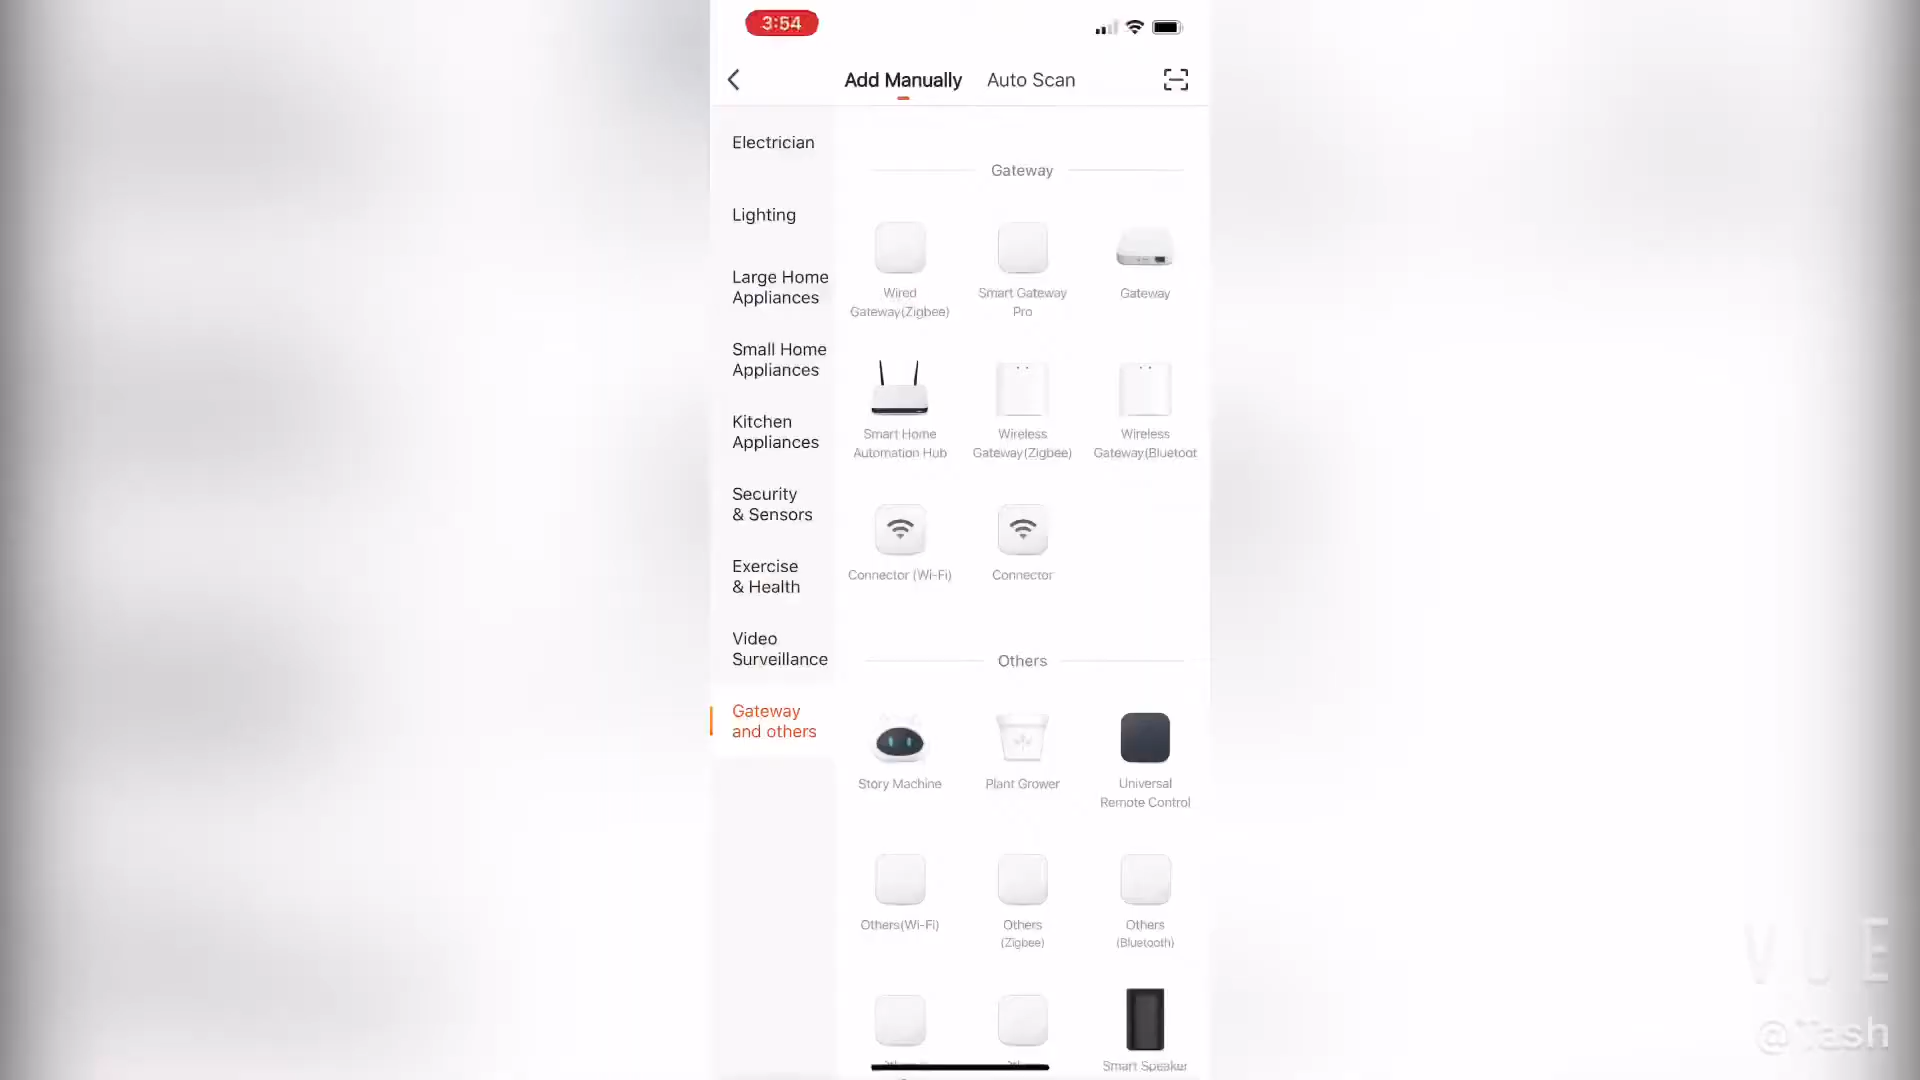 3:54
Add Manually
Auto Scan
Electrician
Lighting
Large Home
Appliances
Small Home
Appliances
Kitchen
Appliances
Security
& Sensors
Exercise
& Health
Video
Surveillance
Gateway
and others
Gateway
Wired
Gateway(Zigbee)
Smart Gateway
Pro
Gateway
Smart Home
Automation Hub
Wireless
Gateway(Zigbee)
Wireless
Gateway(Bluetoot
Connector (Wi-Fi)
Connector
Others
Story Machine
Plant Grower
Universal
Remote Control
Others(Wi-Fi)
Others
(Zigbee)
Others
(Bluetooth)
Smart Speaker
VUE
@Tash